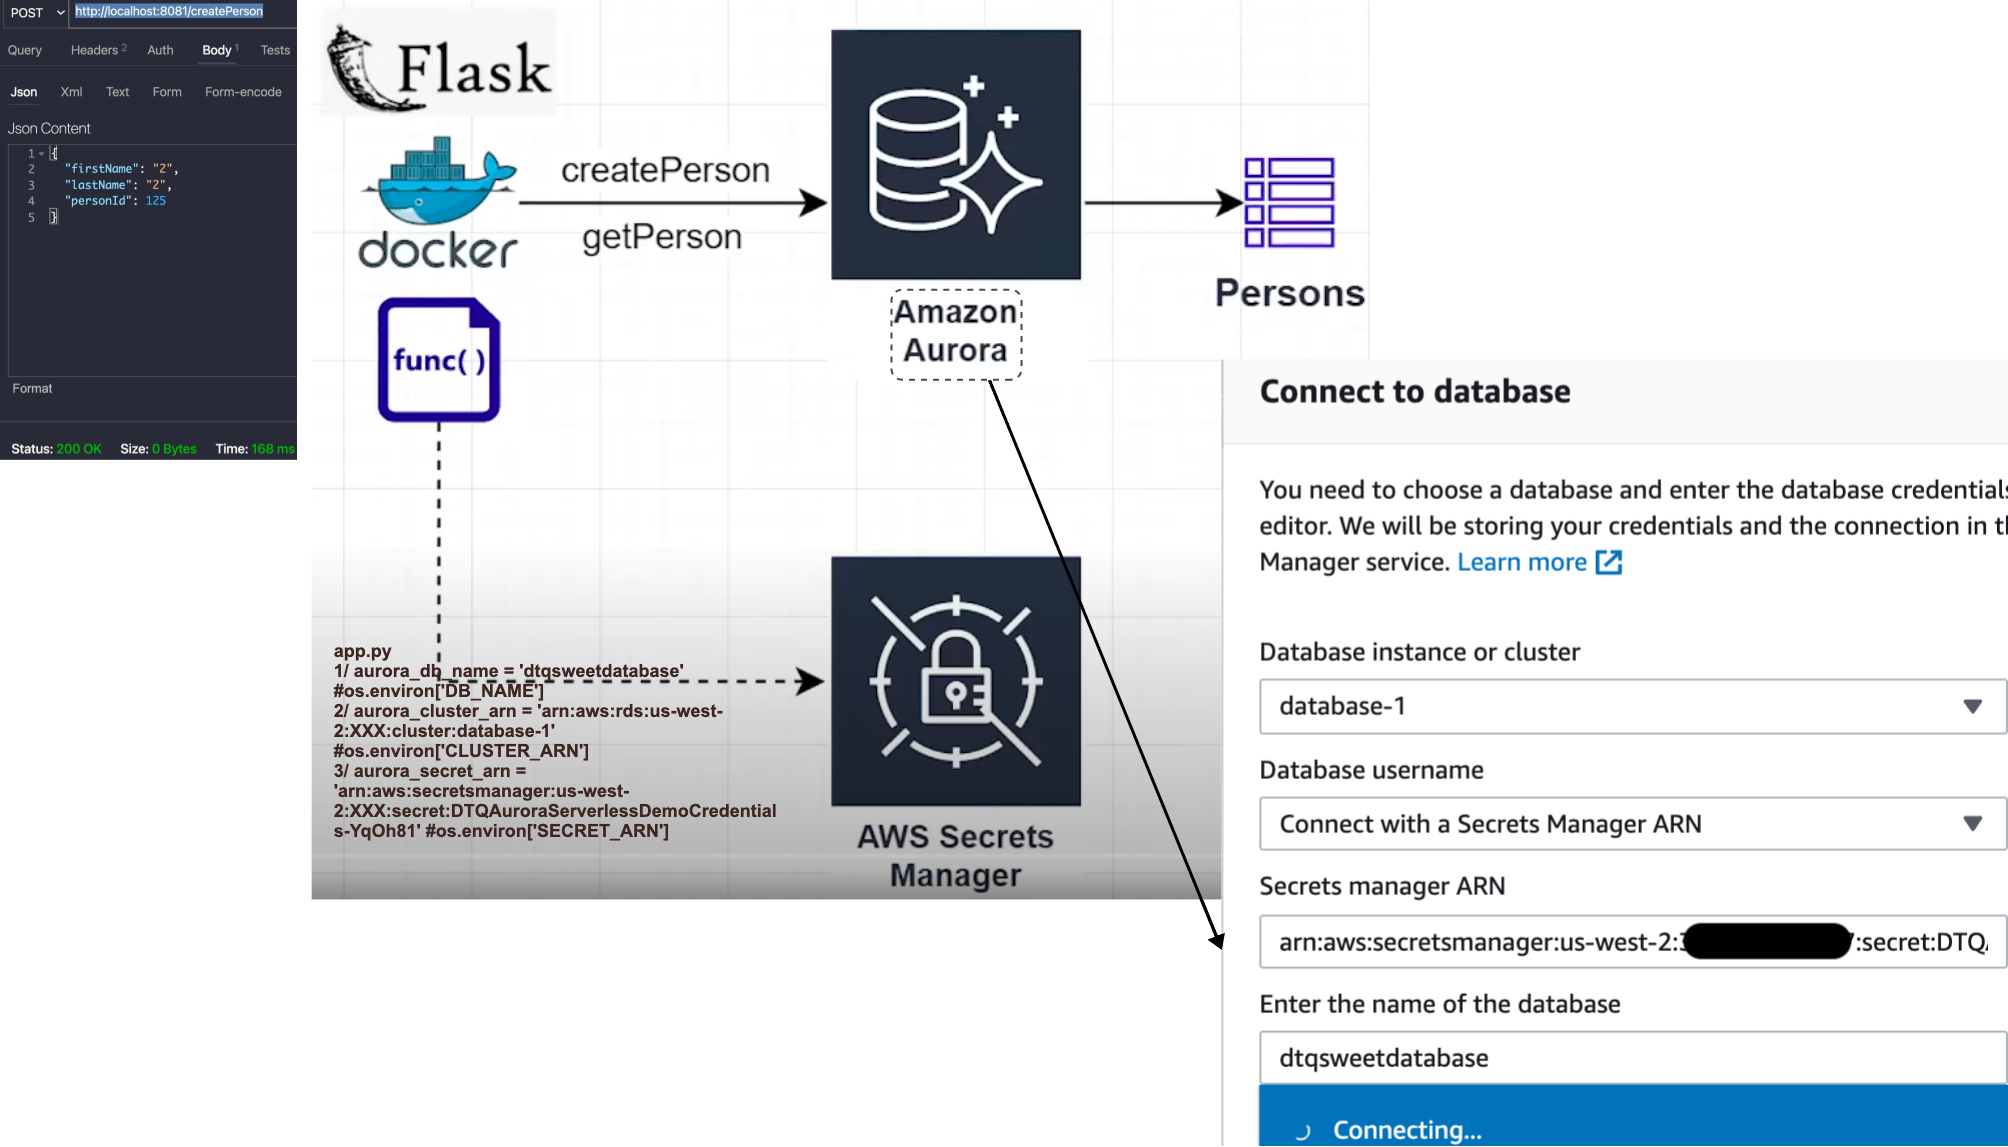 POST
http://localhost:8081/createPerson
Query Headers 2 Auth Body 1 Tests
Json Xml Text Form Form-encode
Json Content
1 {
2 "firstName": "2",
3 "lastName": "2",
4 "personId": 125
5 }
Format
Status: 200 OK Size: 0 Bytes Time: 168 ms
Flask
docker
createPerson
getPerson
func()
Amazon
Aurora
Persons
app.py
1/ aurora_db_name = 'dtqsweetdatabase'
#os.environ['DB_NAME']
2/ aurora_cluster_arn = 'arn:aws:rds:us-west-
2:XXX:cluster:database-1'
#os.environ['CLUSTER_ARN']
3/ aurora_secret_arn =
'arn:aws:secretsmanager:us-west-
2:XXX:secret:DTQAuroraServerlessDemoCredential
s-YqOh81' #os.environ['SECRET_ARN']
AWS Secrets
Manager
Connect to database
You need to choose a database and enter the database credentials
editor. We will be storing your credentials and the connection in
Manager service. Learn more
Database instance or cluster
database-1
Database username
Connect with a Secrets Manager ARN
Secrets manager ARN
arn:aws:secretsmanager:us-west-2: :secret:DTQ
Enter the name of the database
dtqsweetdatabase
Connecting...